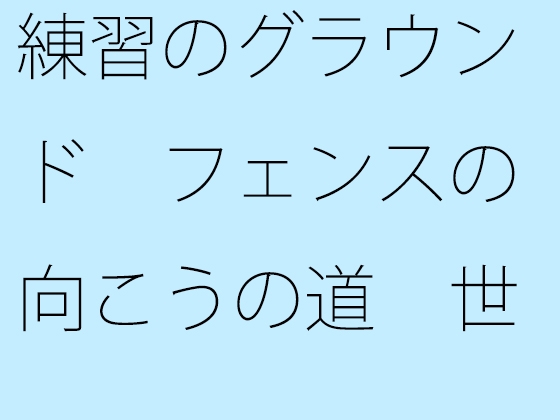 練習のグラウン
ド　フェンスの
向こうの道　世